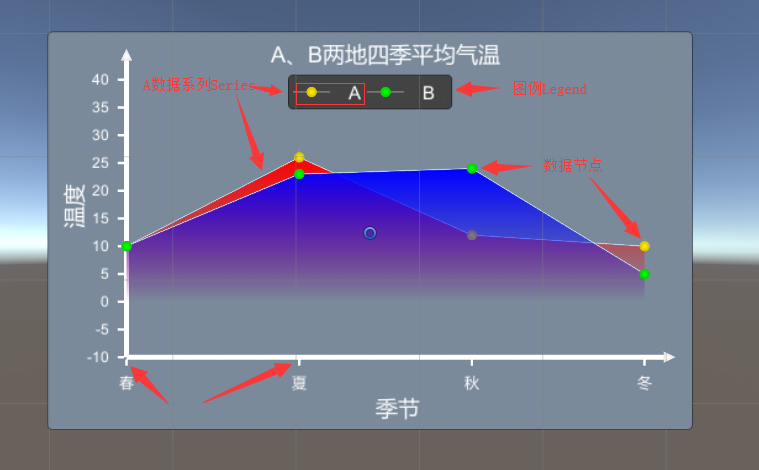 A、B两地四季平均气温
A数据系列Series
A
B
图例Legend
数据节点
温度
40
35
30
25
20
15
10
5
0
-5
-10
春
夏
秋
冬
季节